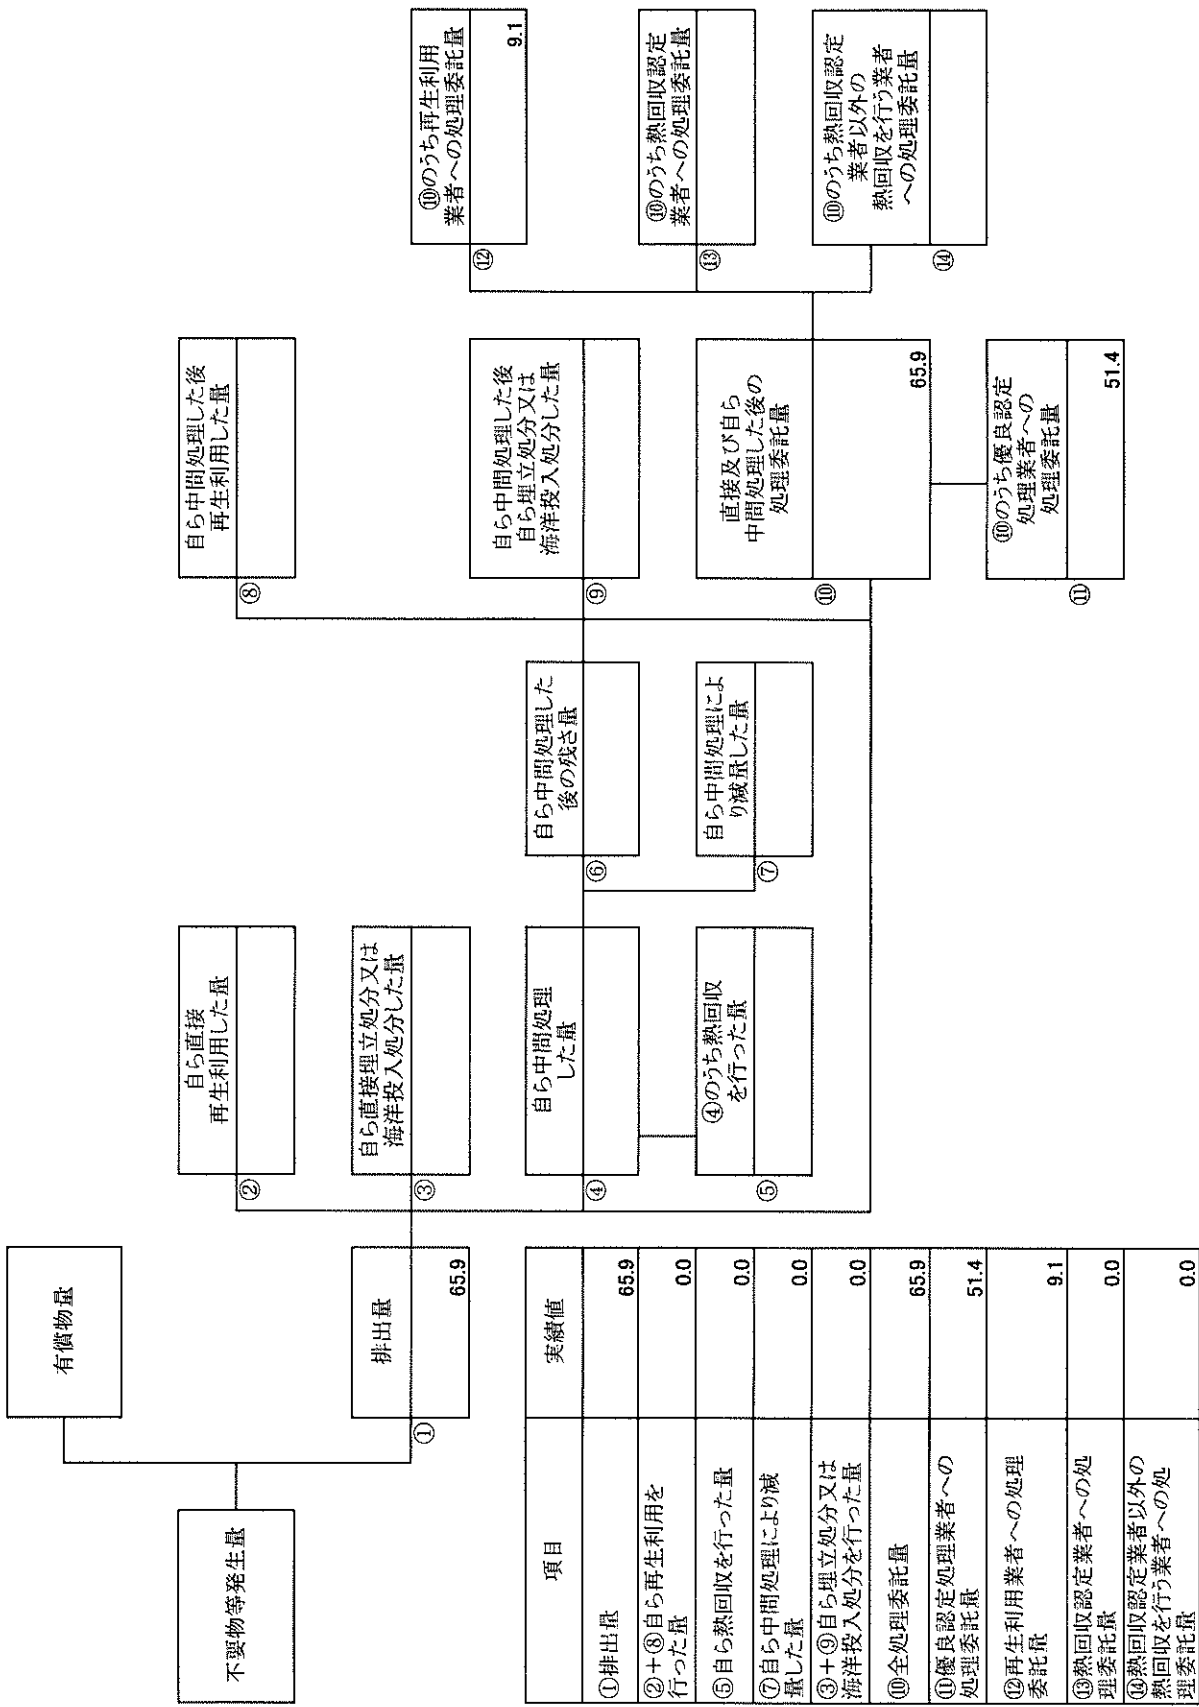 不要物等発生量
有償物量
排出量
①
65.9
自ら直接
再生利用した量
②
自ら直接埋立処分又は
海洋投入処分した量
③
自ら中間処理
した量
④
④のうち熱回収
を行った量
⑤
自ら中間処理した
後の残さ量
⑥
自ら中間処理によ
り減量した量
⑦
自ら中間処理した後
再生利用した量
⑧
自ら中間処理した後
自ら埋立処分又は
海洋投入処分した量
⑨
直接及び自ら
中間処理した後の
処理委託量
⑩
65.9
⑩のうち優良認定
処理業者への
処理委託量
⑪
51.4
⑩のうち再生利用
業者への処理委託量
⑫
9.1
⑩のうち熱回収認定
業者への処理委託量
⑬
⑩のうち熱回収認定
業者以外の
熱回収を行う業者
への処理委託量
⑭
項目 実績値
①排出量 65.9
②+⑧自ら再生利用を
行った量 0.0
⑤自ら熱回収を行った量 0.0
⑦自ら中間処理により減
量した量 0.0
③+⑨自ら埋立処分又は
海洋投入処分を行った量 0.0
⑩全処理委託量 65.9
⑪優良認定処理業者への
処理委託量 51.4
⑫再生利用業者への処理
委託量 9.1
⑬熱回収認定業者への処
理委託量 0.0
⑭熱回収認定業者以外の
熱回収を行う業者への処
理委託量 0.0